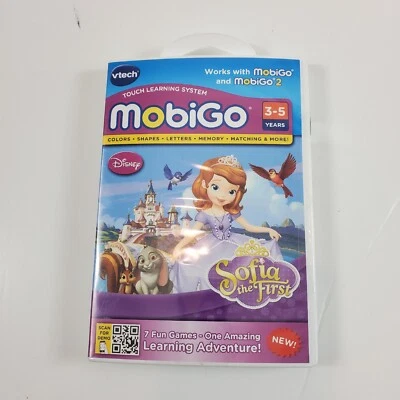 vtech
Works with MobiGo
and MobiGo 2
TOUCH LEARNING SYSTEM
MobiGo
3-5
YEARS
COLORS • SHAPES • LETTERS • MEMORY • MATCHING & MORE!
Disney
Sofia
the First
SCAN
FOR
DEMO
7 Fun Games - One Amazing
Learning Adventure!
NEW!